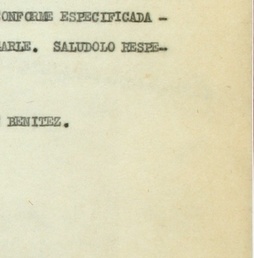 CONFORME ESPECIFICADA -
ARLE. SALUDOLO RESPE-
BENITEZ.